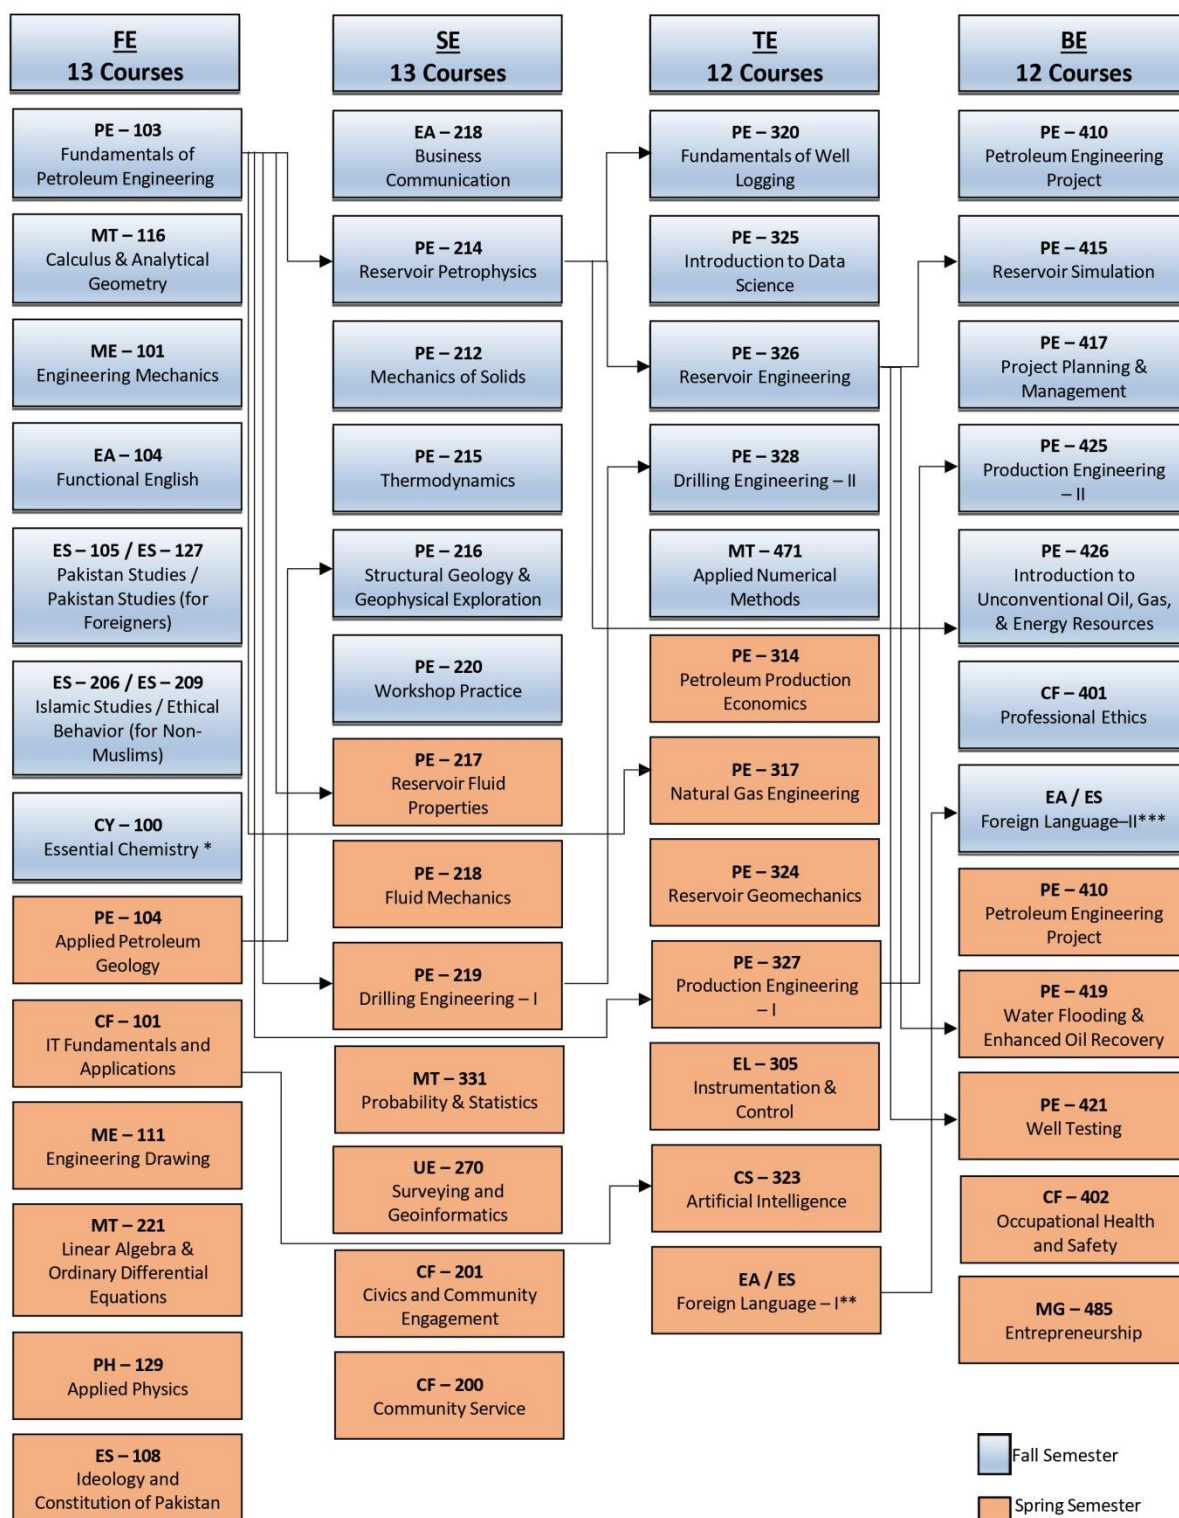 FE
13 Courses
PE – 103
Fundamentals of
Petroleum Engineering
MT – 116
Calculus & Analytical
Geometry
ME – 101
Engineering Mechanics
EA – 104
Functional English
ES – 105 / ES – 127
Pakistan Studies /
Pakistan Studies (for
Foreigners)
ES – 206 / ES – 209
Islamic Studies / Ethical
Behavior (for Non-
Muslims)
CY – 100
Essential Chemistry *
PE – 104
Applied Petroleum
Geology
CF – 101
IT Fundamentals and
Applications
ME – 111
Engineering Drawing
MT – 221
Linear Algebra &
Ordinary Differential
Equations
PH – 129
Applied Physics
ES – 108
Ideology and
Constitution of Pakistan
SE
13 Courses
EA – 218
Business
Communication
PE – 214
Reservoir Petrophysics
PE – 212
Mechanics of Solids
PE – 215
Thermodynamics
PE – 216
Structural Geology &
Geophysical Exploration
PE – 220
Workshop Practice
PE – 217
Reservoir Fluid
Properties
PE – 218
Fluid Mechanics
PE – 219
Drilling Engineering – I
MT – 331
Probability & Statistics
UE – 270
Surveying and
Geoinformatics
CF – 201
Civics and Community
Engagement
CF – 200
Community Service
TE
12 Courses
PE – 320
Fundamentals of Well
Logging
PE – 325
Introduction to Data
Science
PE – 326
Reservoir Engineering
PE – 328
Drilling Engineering – II
MT – 471
Applied Numerical
Methods
PE – 314
Petroleum Production
Economics
PE – 317
Natural Gas Engineering
PE – 324
Reservoir Geomechanics
PE – 327
Production Engineering
– I
EL – 305
Instrumentation &
Control
CS – 323
Artificial Intelligence
EA / ES
Foreign Language – I**
BE
12 Courses
PE – 410
Petroleum Engineering
Project
PE – 415
Reservoir Simulation
PE – 417
Project Planning &
Management
PE – 425
Production Engineering
– II
PE – 426
Introduction to
Unconventional Oil, Gas,
& Energy Resources
CF – 401
Professional Ethics
EA / ES
Foreign Language–II***
PE – 410
Petroleum Engineering
Project
PE – 419
Water Flooding &
Enhanced Oil Recovery
PE – 421
Well Testing
CF – 402
Occupational Health
and Safety
MG – 485
Entrepreneurship
Fall Semester
Spring Semester